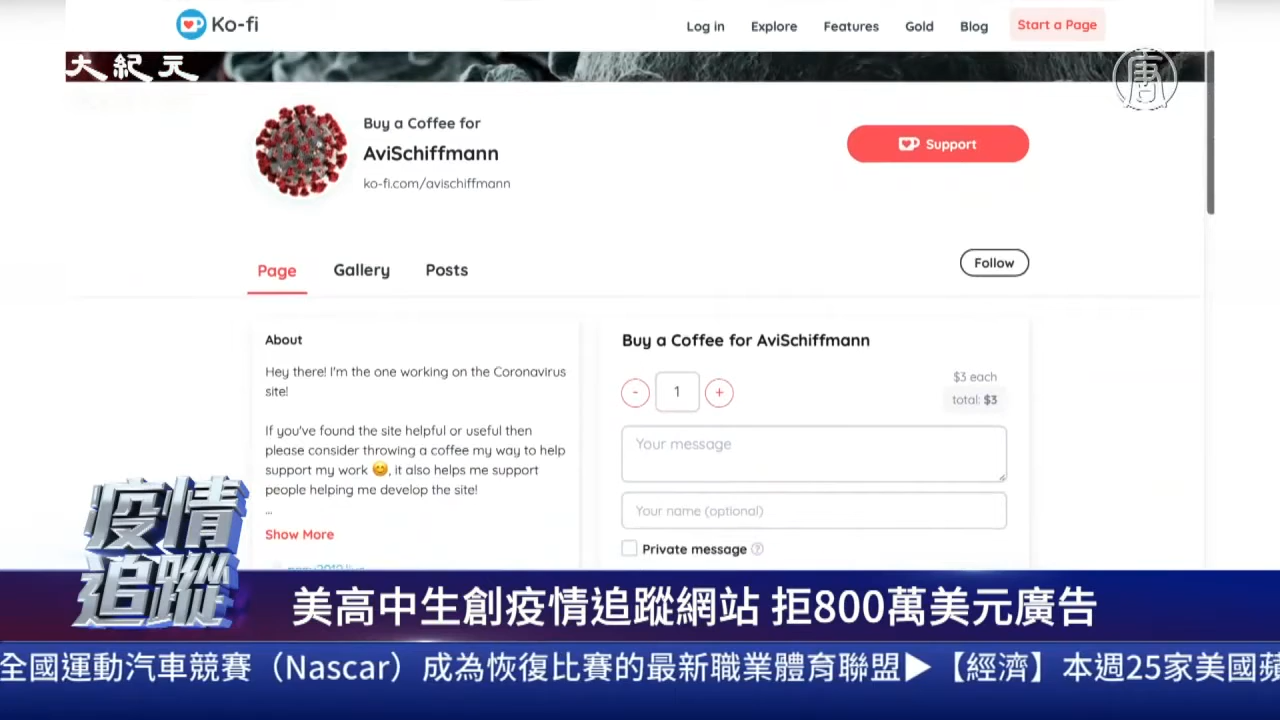 Ko-fi
Log in Explore Features Gold Blog Start a Page
大紀元
唐
Buy a Coffee for
AviSchiffmann
ko-fi.com/avischiffmann
Support
Page Gallery Posts
Follow
About
Hey there! I'm the one working on the Coronavirus
site!
If you've found the site helpful or useful then
please consider throwing a coffee my way to help
support my work 😊, it also helps me support
people helping me develop the site!
...
Show More
Buy a Coffee for AviSchiffmann
- 1 +
$3 each
total: $3
Your message
Your name (optional)
Private message ?
疫情
追蹤
美高中生創疫情追蹤網站 拒800萬美元廣告
全國運動汽車競賽（Nascar）成為恢復比賽的最新職業體育聯盟▶【經濟】本週25家美國蘋